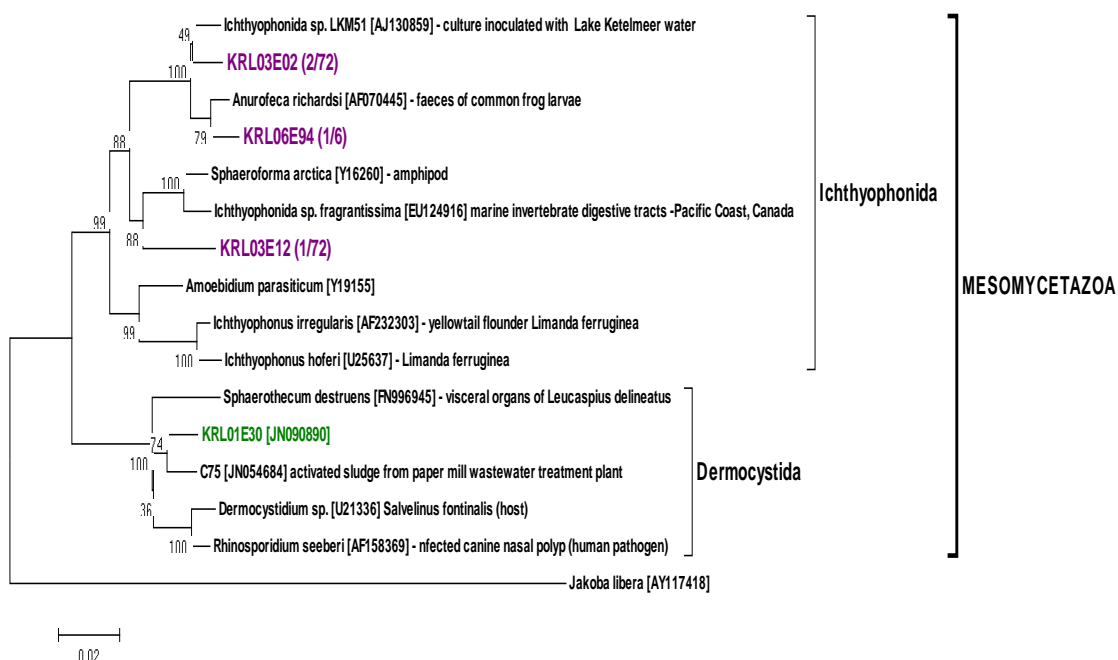 Ichthyophonida sp. LKM51 [AJ130859] - culture inoculated with Lake Ketelmeer water
49
KRL03E02 (2/72)
100
Anurofeca richardsi [AF070445] - faeces of common frog larvae
79
KRL06E94 (1/6)
88
Sphaeroforma arctica [Y16260] - amphipod
100
Ichthyophonida sp. fragrantissima [EU124916] marine invertebrate digestive tracts -Pacific Coast, Canada
Ichthyophonida
99
88
KRL03E12 (1/72)
Amoebidium parasiticum [Y19155]
MESOMYCETAZOA
Ichthyophonus irregularis [AF232303] - yellowtail flounder Limanda ferruginea
99
100
Ichthyophonus hoferi [U25637] - Limanda ferruginea
Sphaerothecum destruens [FN996945] - visceral organs of Leucaspius delineatus
KRL01E30 [JN090890]
74
100
C75 [JN054684] activated sludge from paper mill wastewater treatment plant
Dermocystida
36
Dermocystidium sp. [U21336] Salvelinus fontinalis (host)
100
Rhinosporidium seeberi [AF158369] - nfected canine nasal polyp (human pathogen)
Jakoba libera [AY117418]
0.02